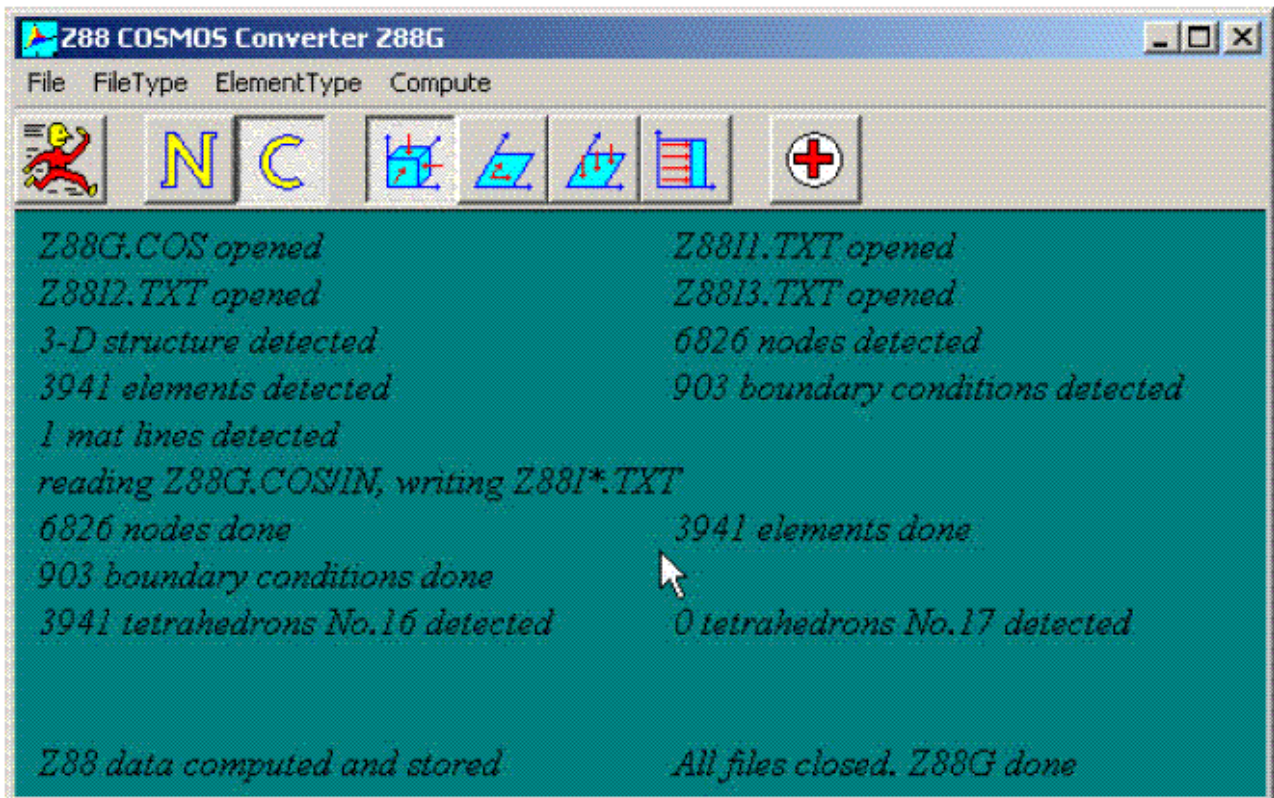 Z88 COSMOS Converter Z88G
File FileType ElementType Compute
N C
Z88G.COS opened Z88I1.TXT opened
Z88I2.TXT opened Z88I3.TXT opened
3-D structure detected 6826 nodes detected
3941 elements detected 903 boundary conditions detected
1 mat lines detected
reading Z88G.COS/IN, writing Z88I*.TXT
6826 nodes done 3941 elements done
903 boundary conditions done
3941 tetrahedrons No.16 detected 0 tetrahedrons No.17 detected
Z88 data computed and stored All files closed. Z88G done